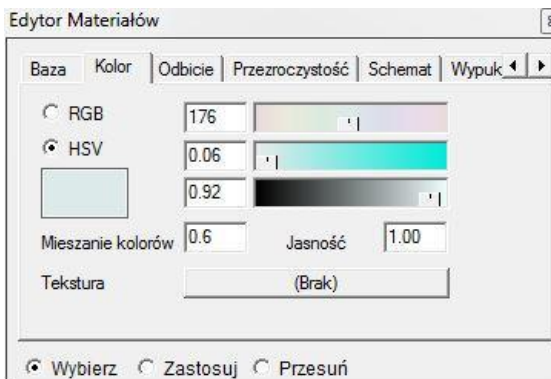 Edytor Materiałów
Baza Kolor Odbicie Przezroczystość Schemat Wypuk
RGB 176
HSV 0.06
0.92
Mieszanie kolorów 0.6 Jasność 1.00
Tekstura (Brak)
Wybierz Zastosuj Przesuń